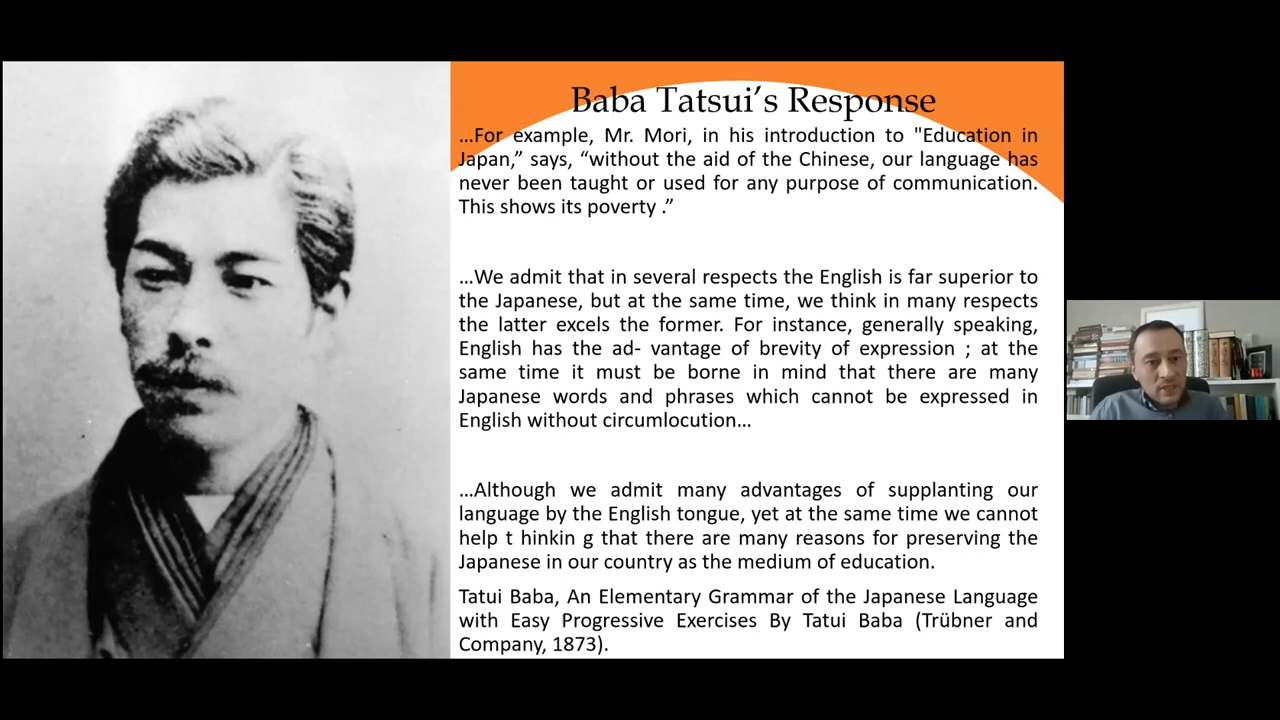 Baba Tatsui’s Response
…For example, Mr. Mori, in his introduction to "Education in
Japan,” says, “without the aid of the Chinese, our language has
never been taught or used for any purpose of communication.
This shows its poverty .”
…We admit that in several respects the English is far superior to
the Japanese, but at the same time, we think in many respects
the latter excels the former. For instance, generally speaking,
English has the ad- vantage of brevity of expression ; at the
same time it must be borne in mind that there are many
Japanese words and phrases which cannot be expressed in
English without circumlocution…
…Although we admit many advantages of supplanting our
language by the English tongue, yet at the same time we cannot
help t hinkin g that there are many reasons for preserving the
Japanese in our country as the medium of education.
Tatui Baba, An Elementary Grammar of the Japanese Language
with Easy Progressive Exercises By Tatui Baba (Trübner and
Company, 1873).